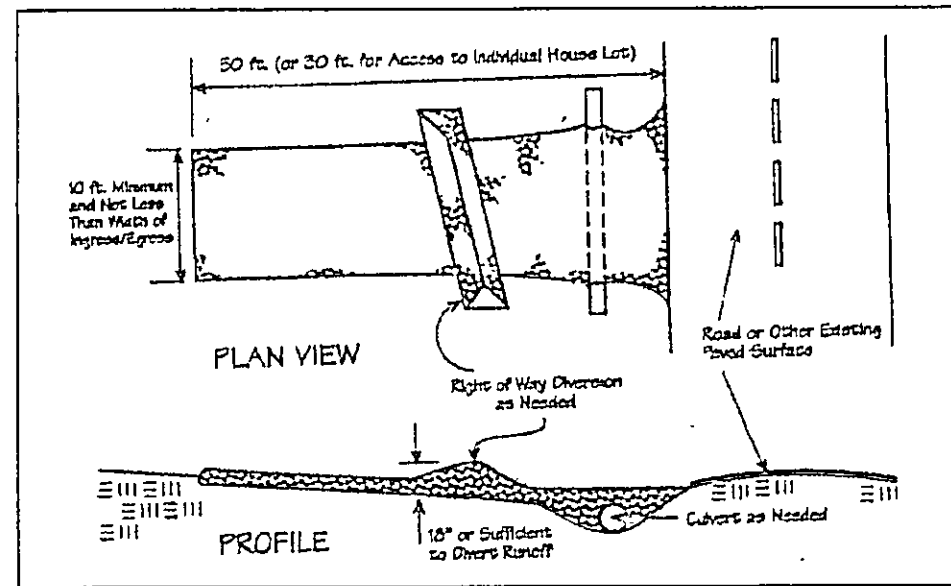 50 ft. (or 30 ft. for Access to Individual House Lot)
10 ft. Minimum
and Not Less
Than Width of
Ingress/Egress
PLAN VIEW
Right of Way Diversion
as Needed
Road or Other Existing
Paved Surface
18" or Sufficient
to Divert Runoff
Culvert as Needed
PROFILE